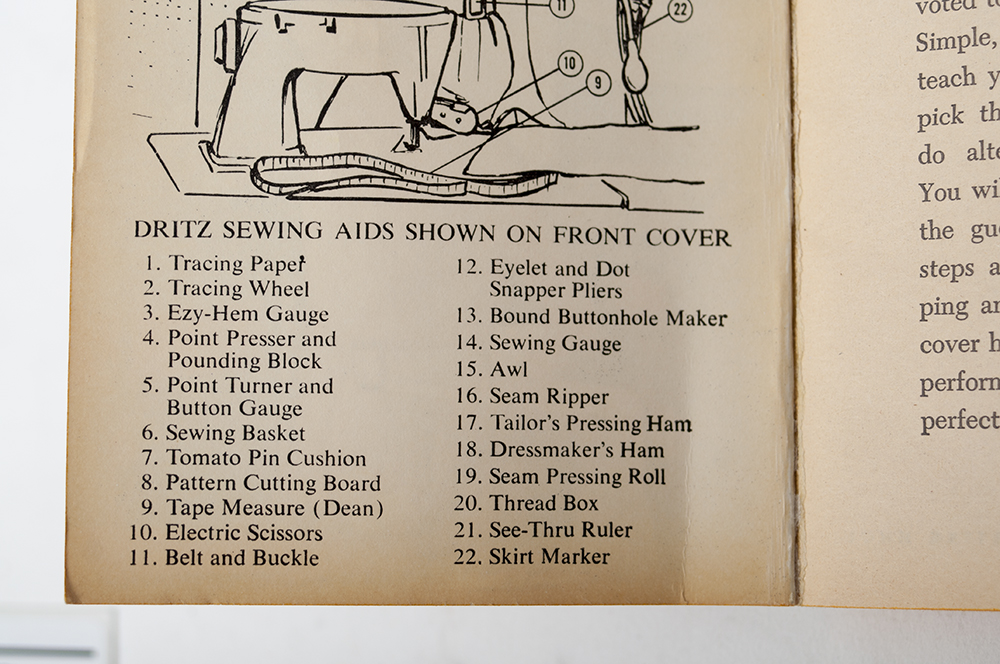 11
22
10
9
DRITZ SEWING AIDS SHOWN ON FRONT COVER
1. Tracing Paper
2. Tracing Wheel
3. Ezy-Hem Gauge
4. Point Presser and
Pounding Block
5. Point Turner and
Button Gauge
6. Sewing Basket
7. Tomato Pin Cushion
8. Pattern Cutting Board
9. Tape Measure (Dean)
10. Electric Scissors
11. Belt and Buckle
12. Eyelet and Dot
Snapper Pliers
13. Bound Buttonhole Maker
14. Sewing Gauge
15. Awl
16. Seam Ripper
17. Tailor's Pressing Ham
18. Dressmaker's Ham
19. Seam Pressing Roll
20. Thread Box
21. See-Thru Ruler
22. Skirt Marker
voted
Simple,
teach
pick
do
You
the
steps
ping
cover